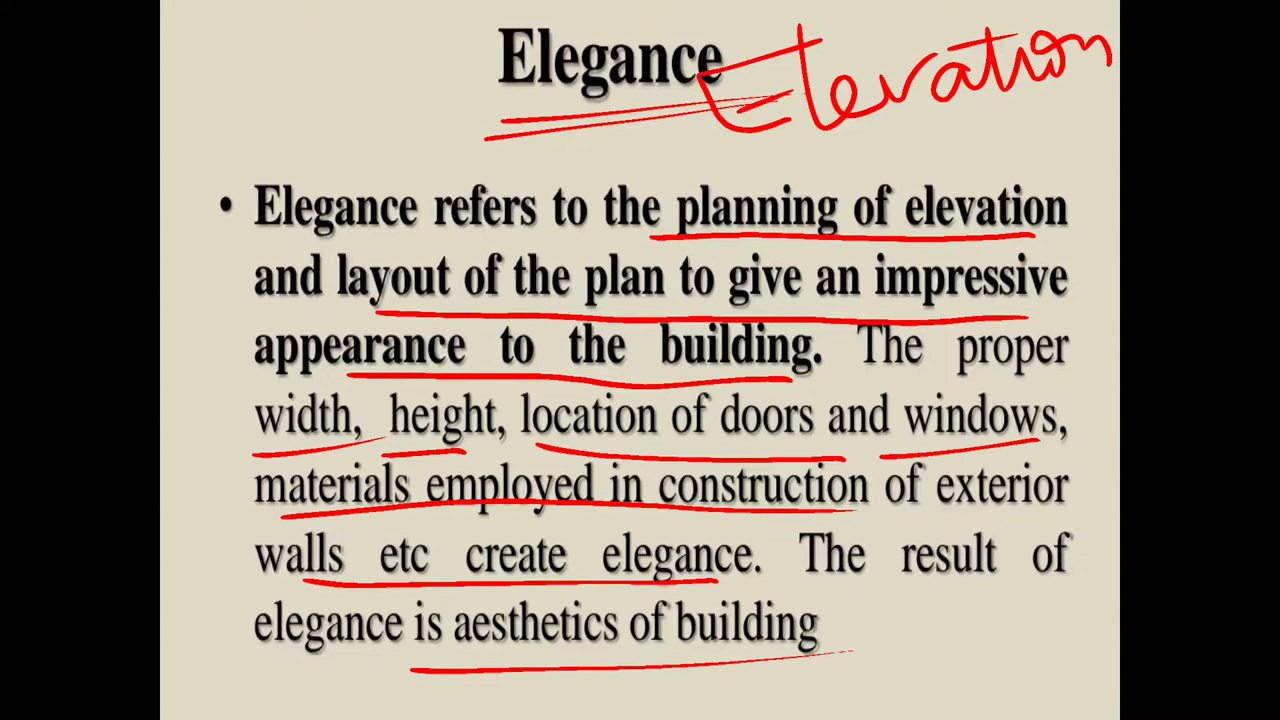 Elegance Elevation
• Elegance refers to the planning of elevation
and layout of the plan to give an impressive
appearance to the building. The proper
width, height, location of doors and windows,
materials employed in construction of exterior
walls etc create elegance. The result of
elegance is aesthetics of building